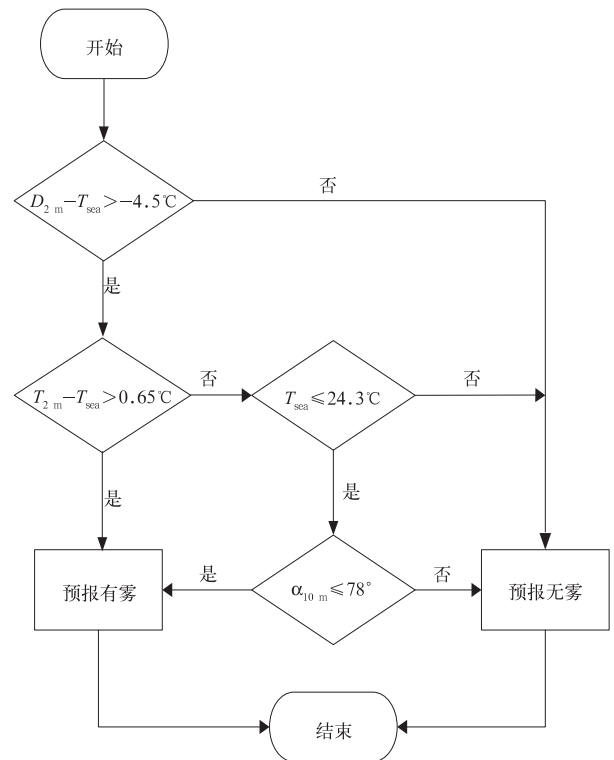 开始
否
D2 m−Tsea>−4.5℃
是
T2 m−Tsea>0.65℃
否
Tsea≤24.3℃
否
是
是
预报有雾
是
α10 m≤78°
否
预报无雾
结束